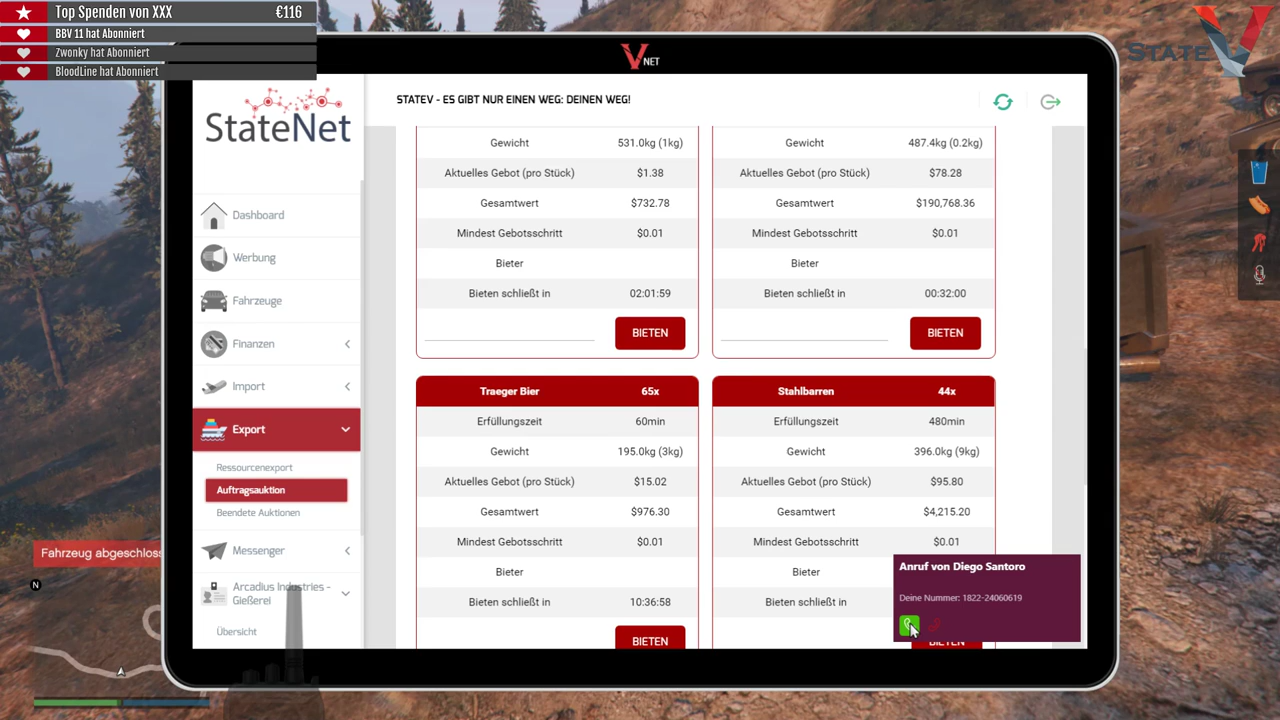 Top Spenden von XXX €116
BBV 11 hat Abonniert
Zwonky hat Abonniert
BloodLine hat Abonniert
V NET
STATE V
StateNet
STATEV - ES GIBT NUR EINEN WEG: DEINEN WEG!
Dashboard
Werbung
Fahrzeuge
Finanzen
Import
Export
Ressourcenexport
Auftragsauktion
Beendete Auktionen
Messenger
Arcadius Industries -
Gießerei
Übersicht
Gewicht 531.0kg (1kg)
Aktuelles Gebot (pro Stück) $1.38
Gesamtwert $732.78
Mindest Gebotsschritt $0.01
Bieter
Bieten schließt in 02:01:59
BIETEN
Gewicht 487.4kg (0.2kg)
Aktuelles Gebot (pro Stück) $78.28
Gesamtwert $190,768.36
Mindest Gebotsschritt $0.01
Bieter
Bieten schließt in 00:32:00
BIETEN
Traeger Bier 65x
Erfüllungszeit 60min
Gewicht 195.0kg (3kg)
Aktuelles Gebot (pro Stück) $15.02
Gesamtwert $976.30
Mindest Gebotsschritt $0.01
Bieter
Bieten schließt in 10:36:58
BIETEN
Stahlbarren 44x
Erfüllungszeit 480min
Gewicht 396.0kg (9kg)
Aktuelles Gebot (pro Stück) $95.80
Gesamtwert $4,215.20
Mindest Gebotsschritt $0.01
Bieter
Bieten schließt in
BIETEN
Anruf von Diego Santoro
Deine Nummer: 1822-24060619
Fahrzeug abgeschloss
N